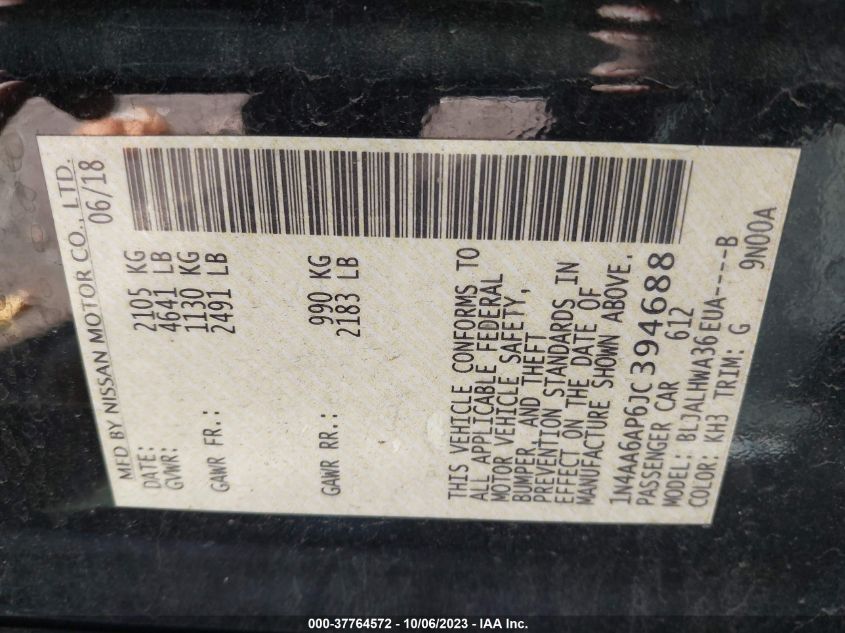 MFD BY NISSAN MOTOR CO., LTD.
DATE: 06/18
GVWR: 2105 KG
4641 LB
GAWR FR.: 1130 KG
2491 LB
GAWR RR.: 990 KG
2183 LB
THIS VEHICLE CONFORMS TO
ALL APPLICABLE FEDERAL
MOTOR VEHICLE SAFETY,
BUMPER, AND THEFT
PREVENTION STANDARDS IN
EFFECT ON THE DATE OF
MANUFACTURE SHOWN ABOVE.
1N4AA6AP6JC394688
PASSENGER CAR 612
MODEL: BLJALHWA36EUA----B
COLOR: KH3 TRIM: G 9N00A
000-37764572 - 10/06/2023 - IAA Inc.